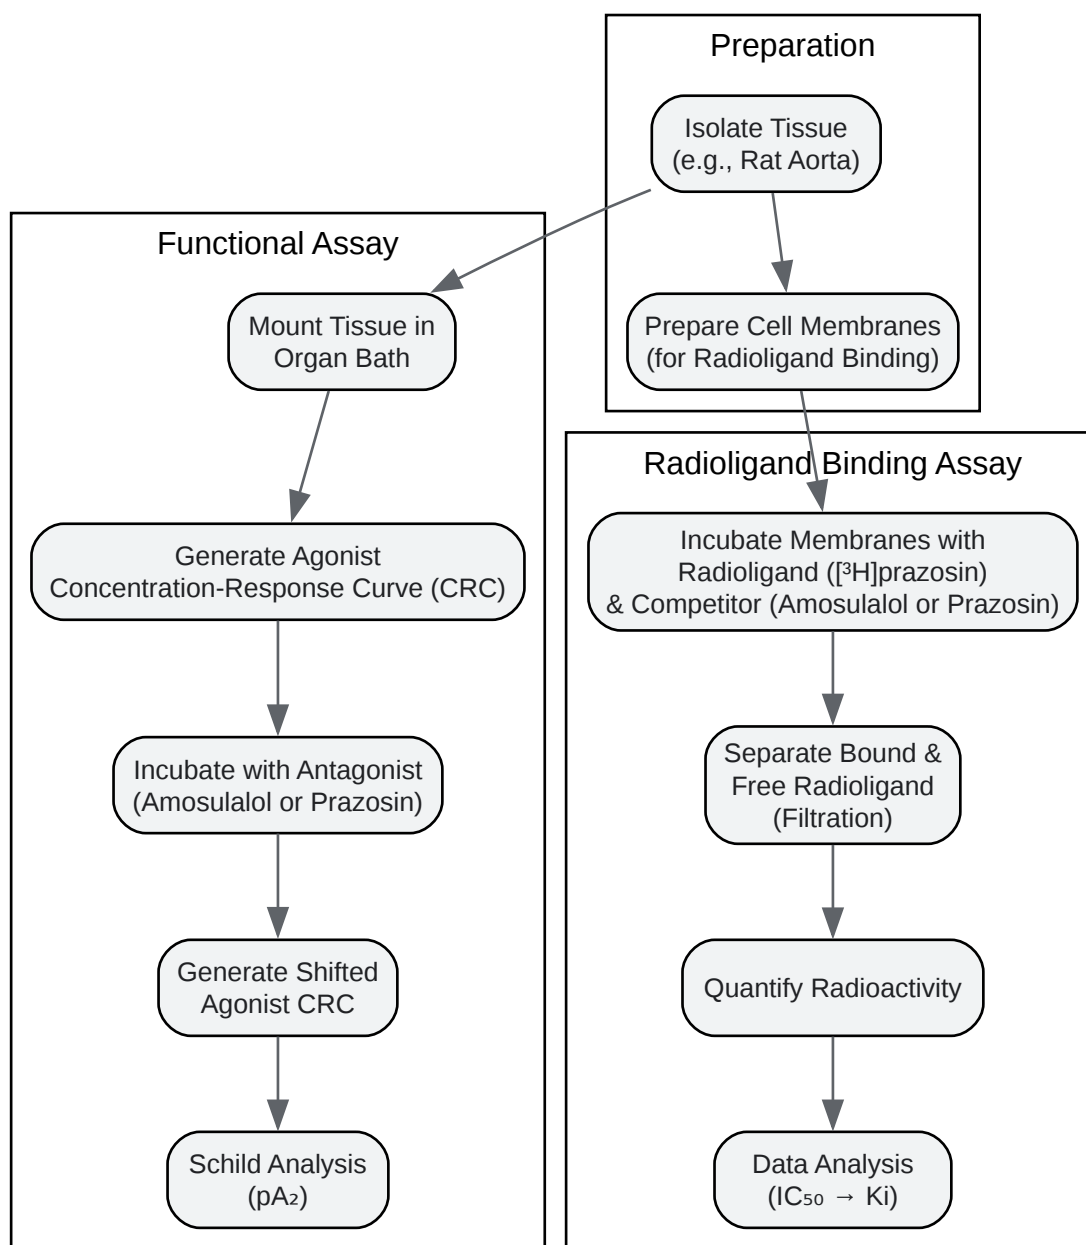 Preparation
Isolate Tissue
(e.g., Rat Aorta)
Prepare Cell Membranes
(for Radioligand Binding)
Functional Assay
Mount Tissue in
Organ Bath
Generate Agonist
Concentration-Response Curve (CRC)
Incubate with Antagonist
(Amosulalol or Prazosin)
Generate Shifted
Agonist CRC
Schild Analysis
(pA₂)
Radioligand Binding Assay
Incubate Membranes with
Radioligand ([³H]prazosin)
& Competitor (Amosulalol or Prazosin)
Separate Bound &
Free Radioligand
(Filtration)
Quantify Radioactivity
Data Analysis
(IC₅₀ → Ki)